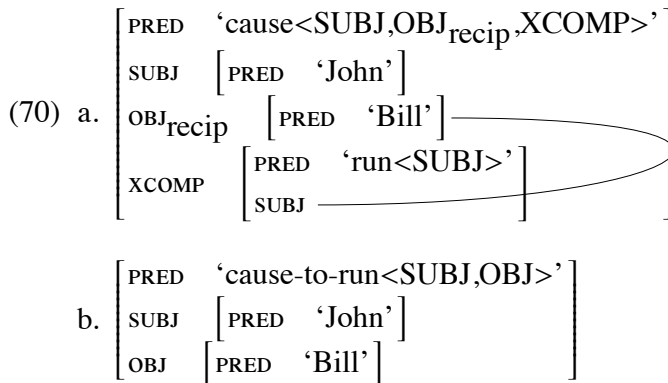 PRED ‘cause<SUBJ,OBJrecip,XCOMP>’
SUBJ [PRED ‘John’]
(70) a. OBJrecip [PRED ‘Bill’]
PRED ‘run<SUBJ>’
XCOMP
SUBJ
PRED ‘cause-to-run<SUBJ,OBJ>’
b. SUBJ [PRED ‘John’]
OBJ [PRED ‘Bill’]